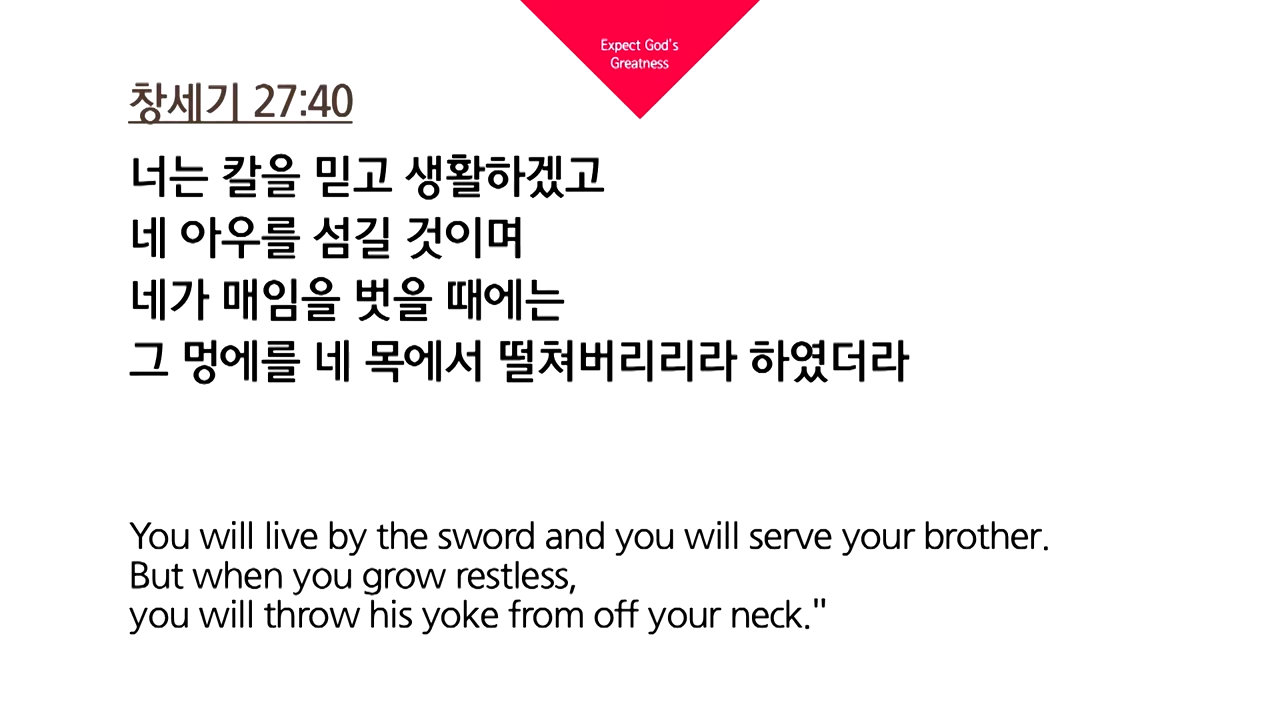 Expect God's
Greatness
창세기 27:40
너는 칼을 믿고 생활하겠고
네 아우를 섬길 것이며
네가 매임을 벗을 때에는
그 멍에를 네 목에서 떨쳐버리리라 하였더라
You will live by the sword and you will serve your brother.
But when you grow restless,
you will throw his yoke from off your neck."